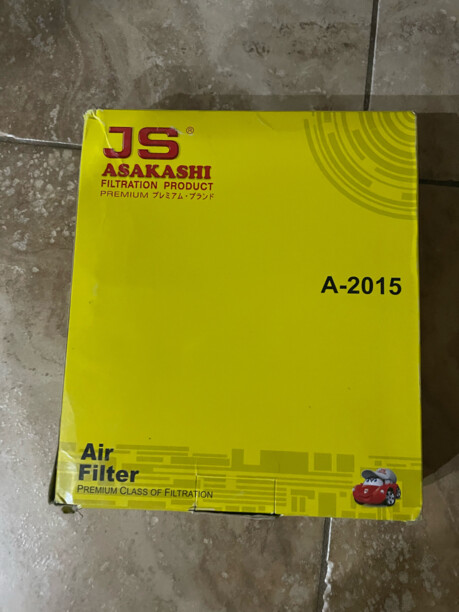 JS®
ASAKASHI
FILTRATION PRODUCT
PREMIUM プレミアム・ブランド
A-2015
Air
Filter
PREMIUM CLASS OF FILTRATION